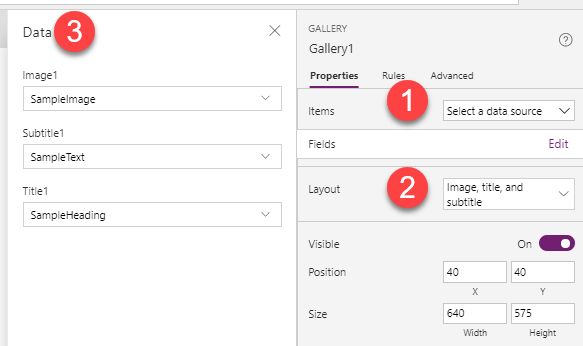 Data
3
Image1
SampleImage
Subtitle1
SampleText
Title1
SampleHeading
GALLERY
Gallery1
?
Properties Rules Advanced
1
Items Select a data source
Fields Edit
2
Layout Image, title, and
subtitle
Visible On
Position 40 40
X Y
Size 640 575
Width Height